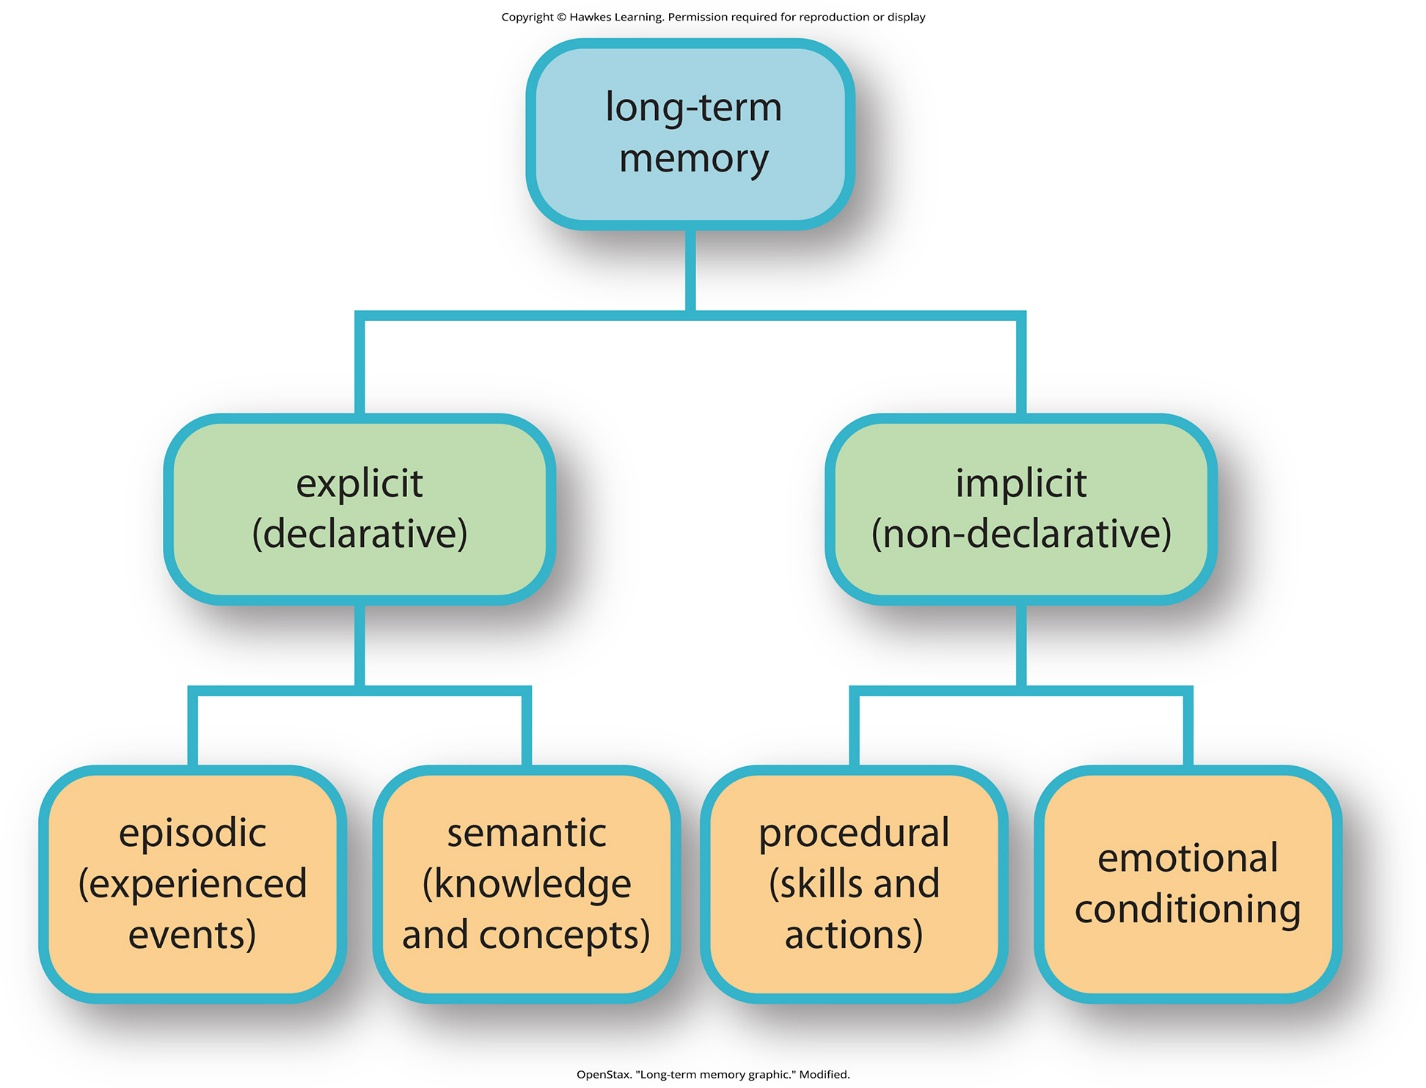 Copyright © Hawkes Learning. Permission required for reproduction or display
long-term
memory
explicit
(declarative)
implicit
(non-declarative)
episodic
(experienced
events)
semantic
(knowledge
and concepts)
procedural
(skills and
actions)
emotional
conditioning
OpenStax. "Long-term memory graphic." Modified.